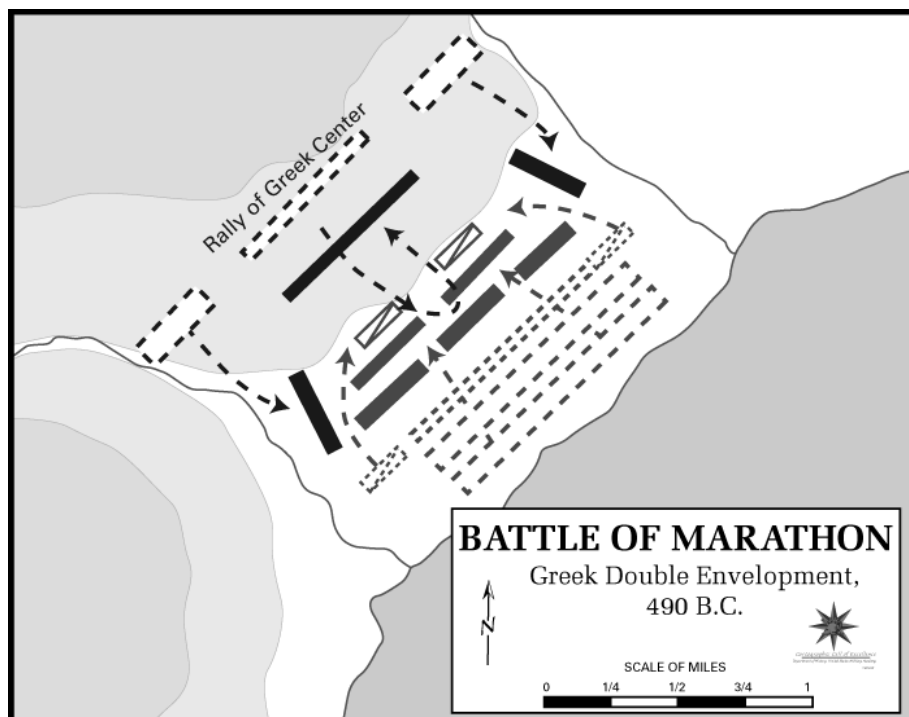 Rally of Greek Center
BATTLE OF MARATHON
Greek Double Envelopment,
490 B.C.
N
SCALE OF MILES
0 1/4 1/2 3/4 1